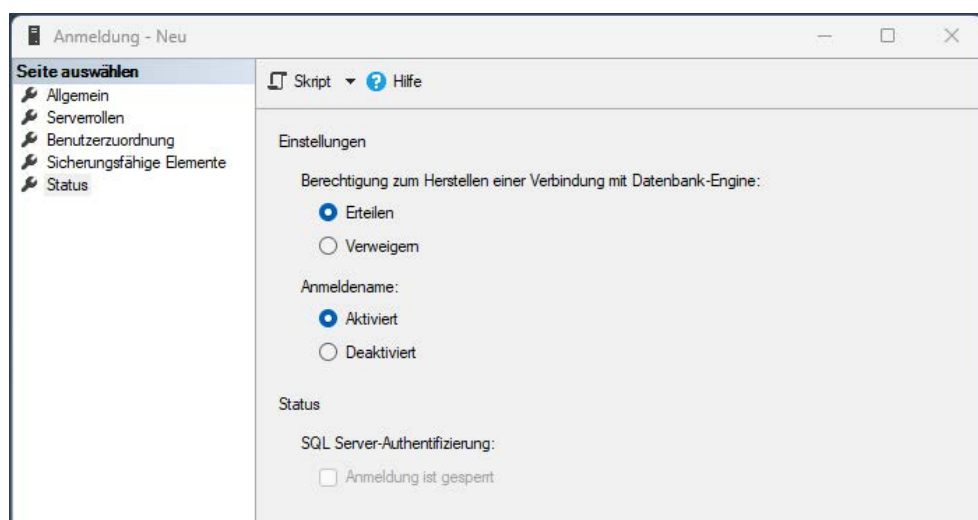 Anmeldung - Neu
Seite auswählen
Allgemein
Serverrollen
Benutzerzuordnung
Sicherungsfähige Elemente
Status
Skript
Hilfe
Einstellungen
Berechtigung zum Herstellen einer Verbindung mit Datenbank-Engine:
Erteilen
Verweigern
Anmeldename:
Aktiviert
Deaktiviert
Status
SQL Server-Authentifizierung:
Anmeldung ist gesperrt